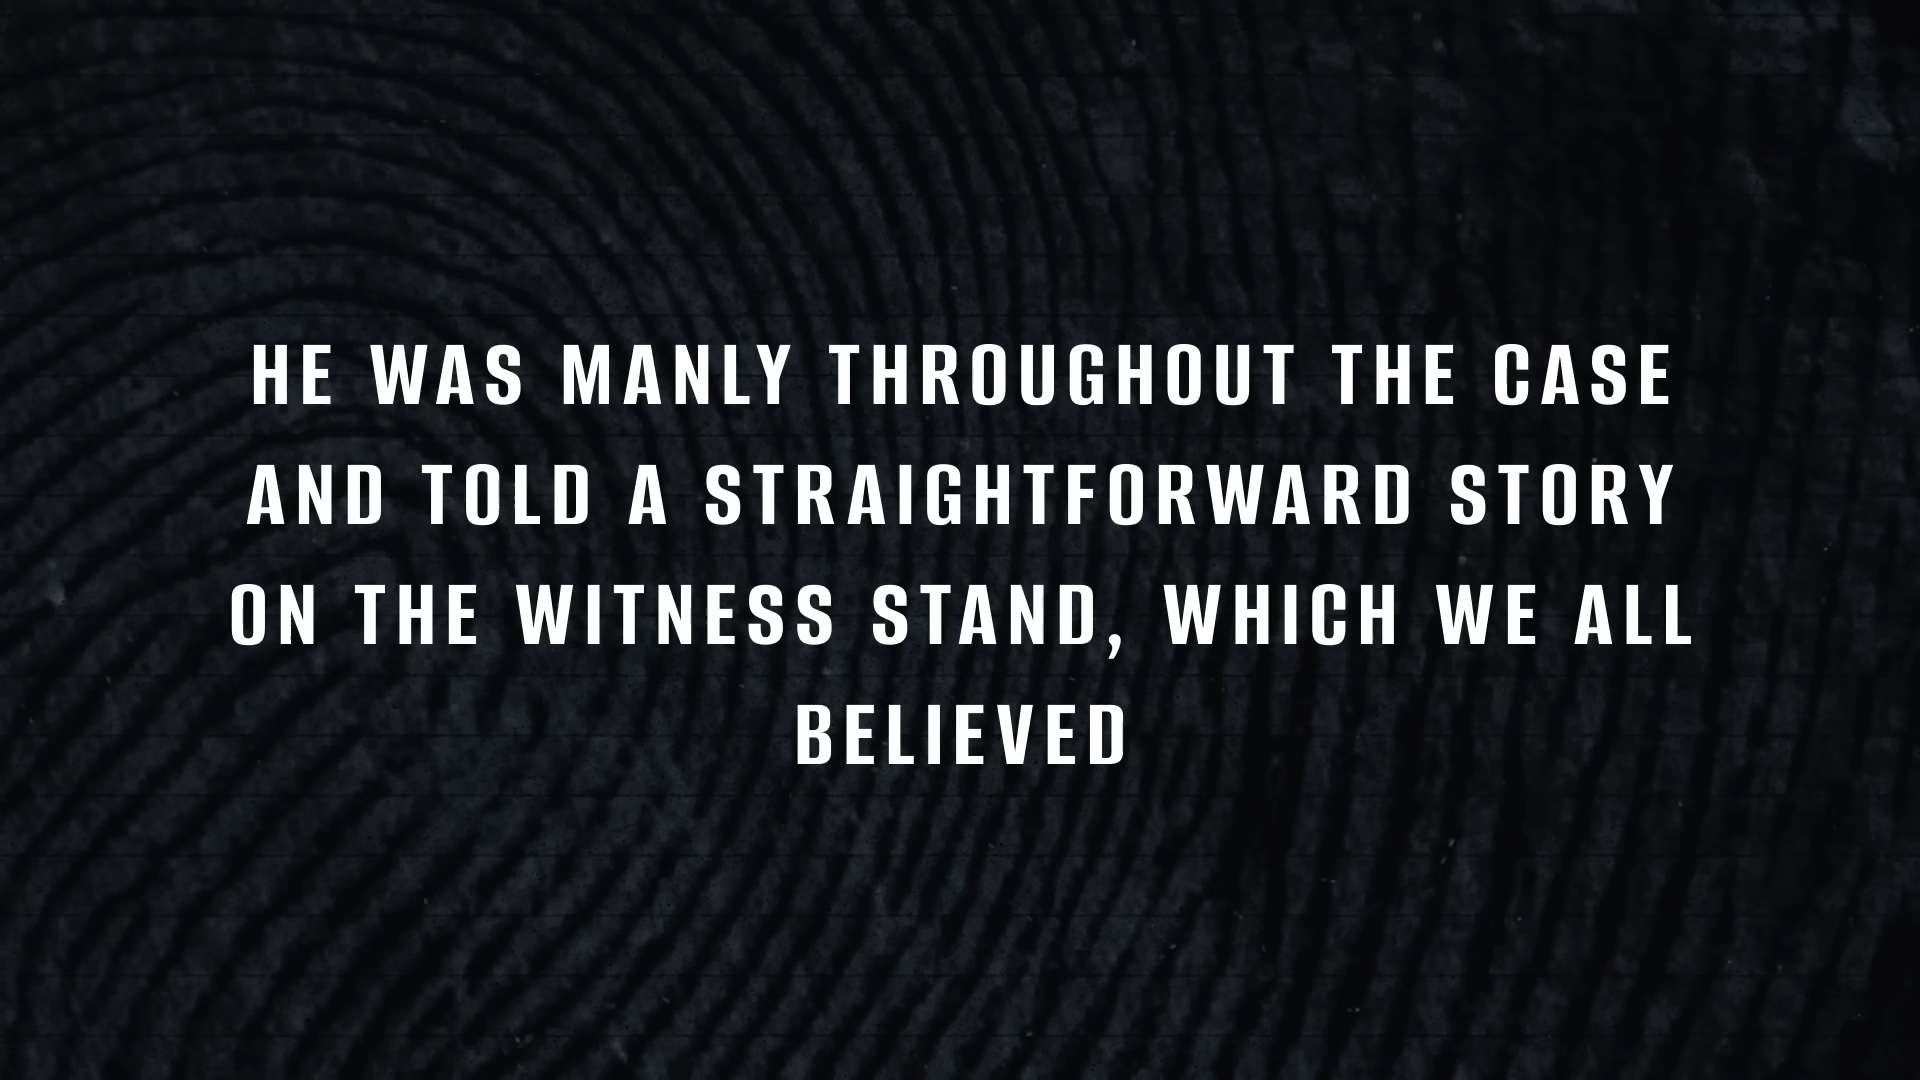 HE WAS MANLY THROUGHOUT THE CASE
AND TOLD A STRAIGHTFORWARD STORY
ON THE WITNESS STAND, WHICH WE ALL
BELIEVED